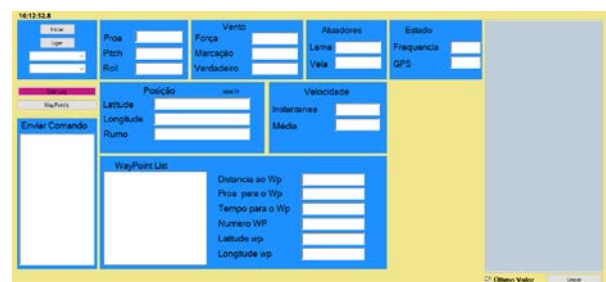 16:12:52.8
Iniciar
Ligar
Proa
Pitch
Roll
Vento
Força
Marcação
Verdadeiro
Atuadores
Leme
Vela
Estado
Frequencia
GPS
WayPoints
Posição
Latitude
Longitude
Rumo
Velocidade
Instantanea
Média
Enviar Comando
WayPoint List
Distancia ao Wp
Proa para o Wp
Tempo para o Wp
Numero WP
Latitude wp
Longitude wp
Último Valor
Limpar